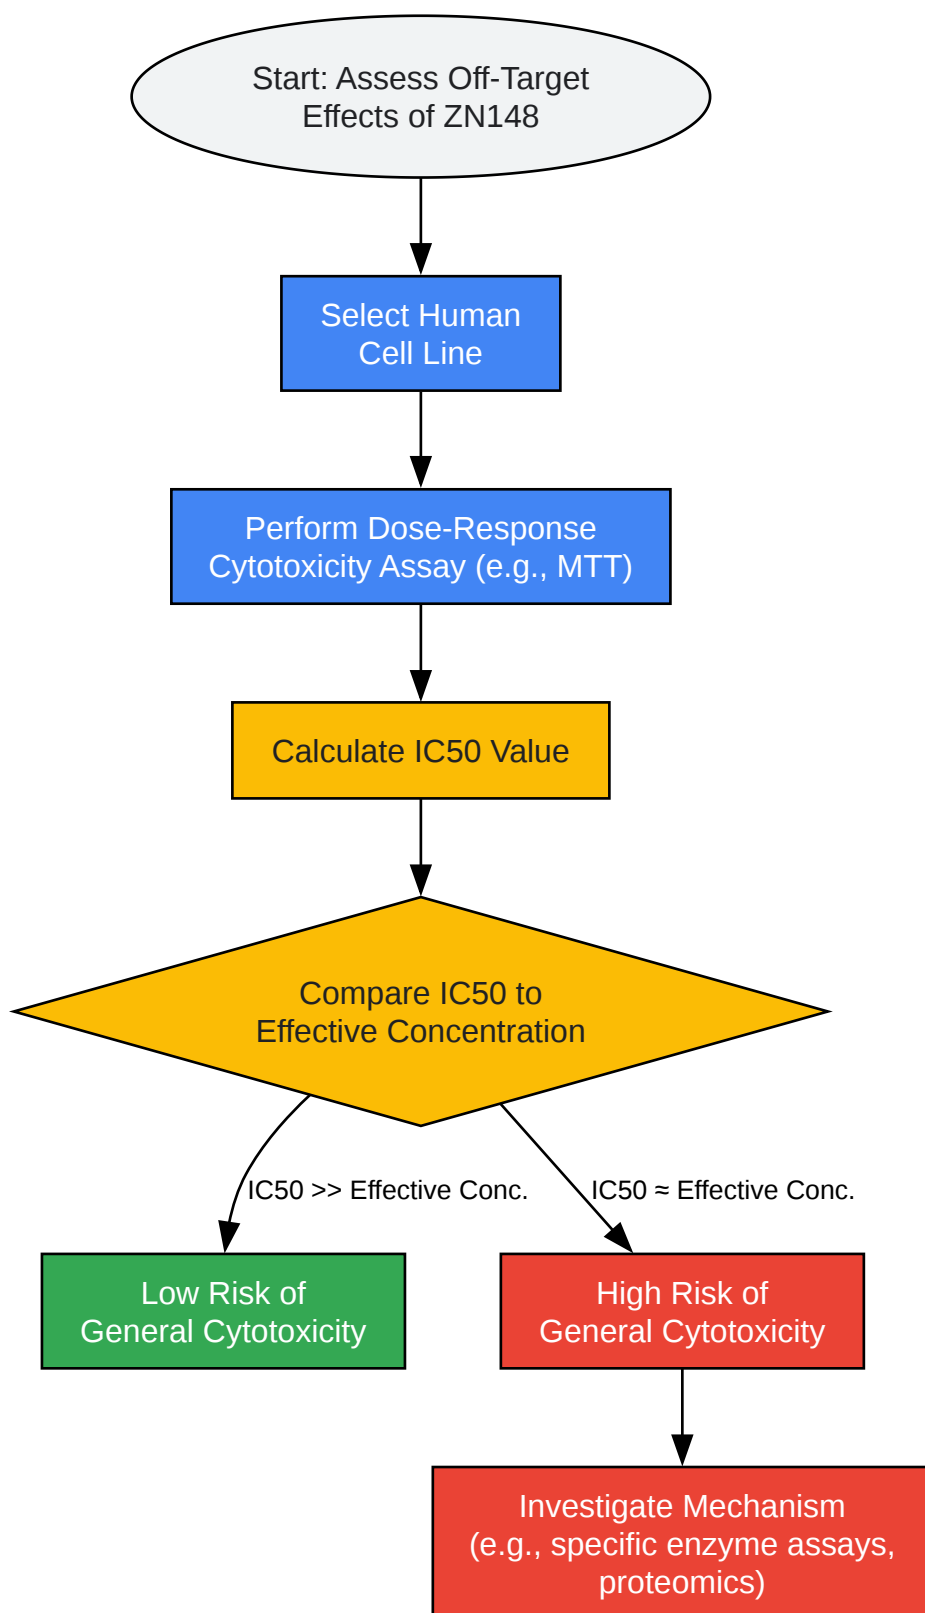 Start: Assess Off-Target
Effects of ZN148
Select Human
Cell Line
Perform Dose-Response
Cytotoxicity Assay (e.g., MTT)
Calculate IC50 Value
Compare IC50 to
Effective Concentration
IC50 >> Effective Conc.
IC50 ≈ Effective Conc.
Low Risk of
General Cytotoxicity
High Risk of
General Cytotoxicity
Investigate Mechanism
(e.g., specific enzyme assays,
proteomics)